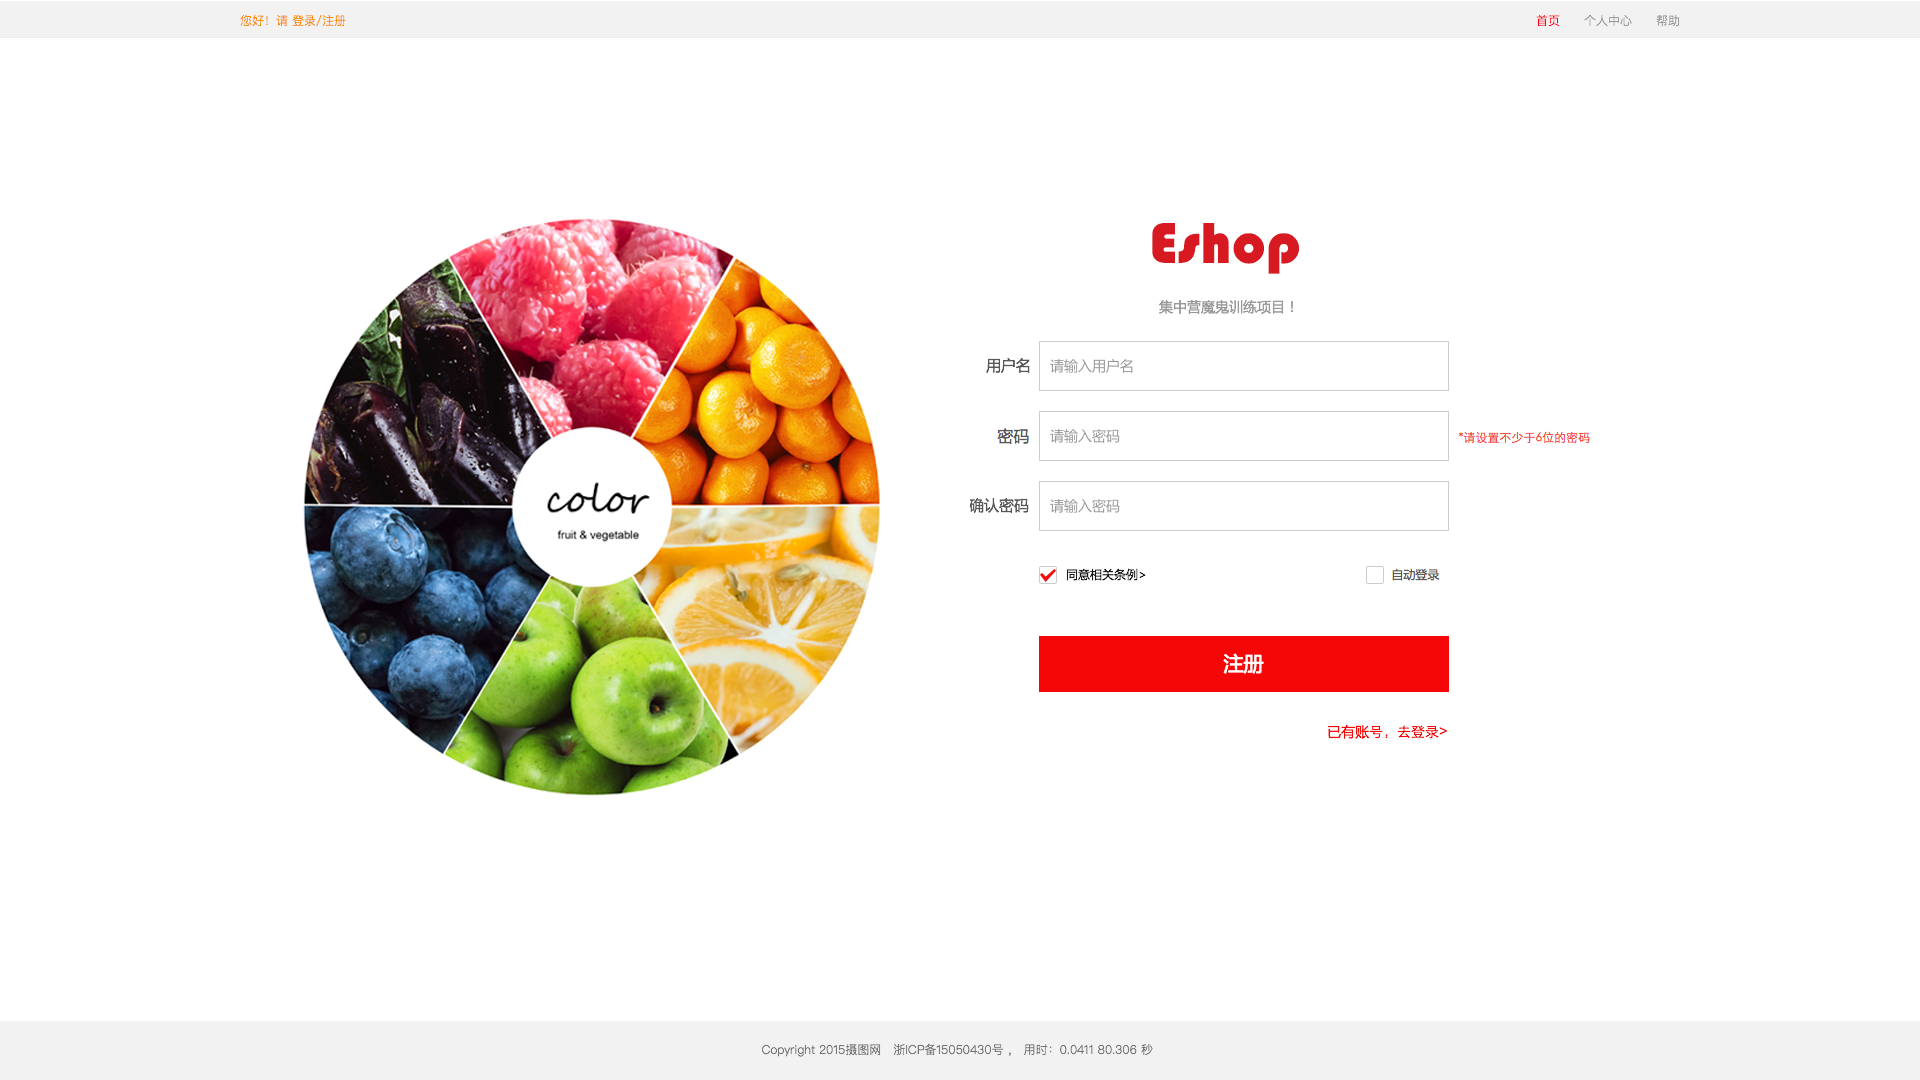 您好！请 登录/注册
首页 个人中心 帮助
Eshop
集中营魔鬼训练项目！
用户名 请输入用户名
密码 请输入密码 *请设置不少于6位的密码
确认密码 请输入密码
color
fruit & vegetable
同意相关条例> 自动登录
注册
已有账号，去登录>
Copyright 2015摄图网 浙ICP备15050430号 ， 用时：0.0411 80.306 秒